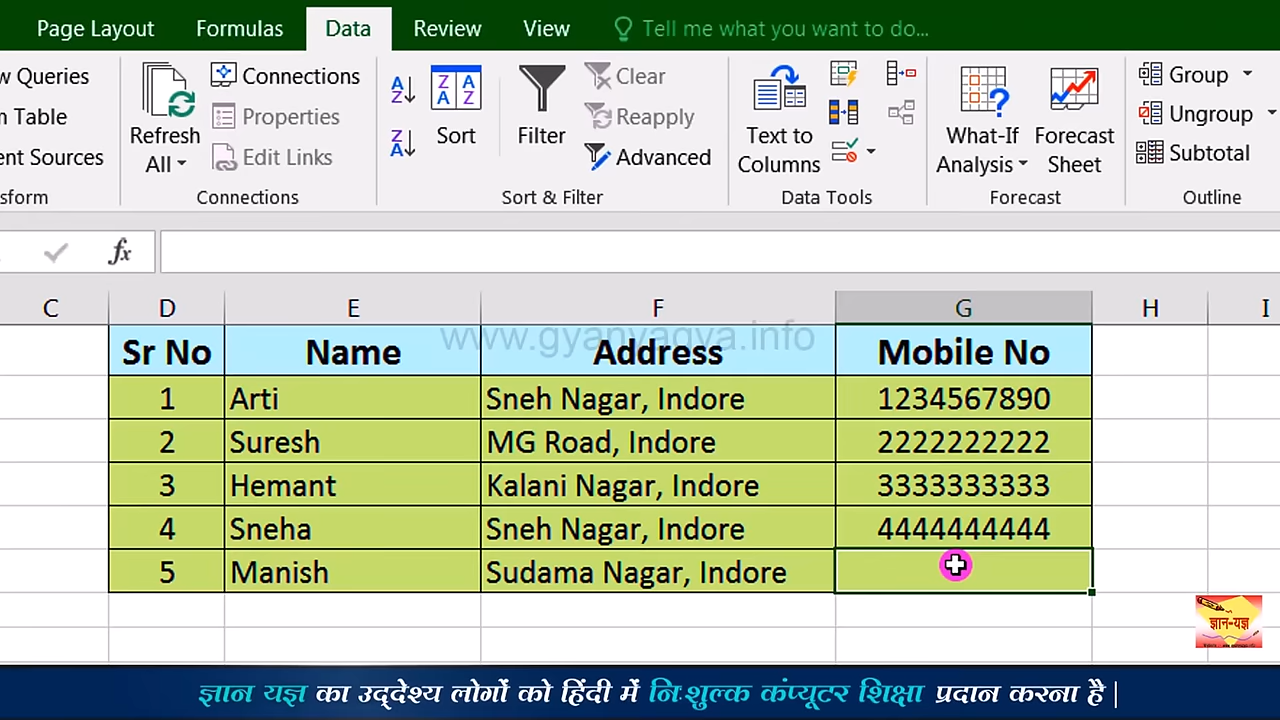 Page Layout Formulas Data Review View Tell me what you want to do...
w Queries Connections Clear Group
n Table Properties Reapply Ungroup
ent Sources Edit Links Advanced Subtotal
Refresh All Sort Filter Text to Columns What-If Analysis Forecast Sheet
sform Connections Sort & Filter Data Tools Forecast Outline
fx
C D E F G H I
www.gyanyagya.info
Sr No Name Address Mobile No
1 Arti Sneh Nagar, Indore 1234567890
2 Suresh MG Road, Indore 2222222222
3 Hemant Kalani Nagar, Indore 3333333333
4 Sneha Sneh Nagar, Indore 4444444444
5 Manish Sudama Nagar, Indore
ज्ञान-यज्ञ
ज्ञान यज्ञ का उद्देश्य लोगों को हिंदी में निःशुल्क कंप्यूटर शिक्षा प्रदान करना है |